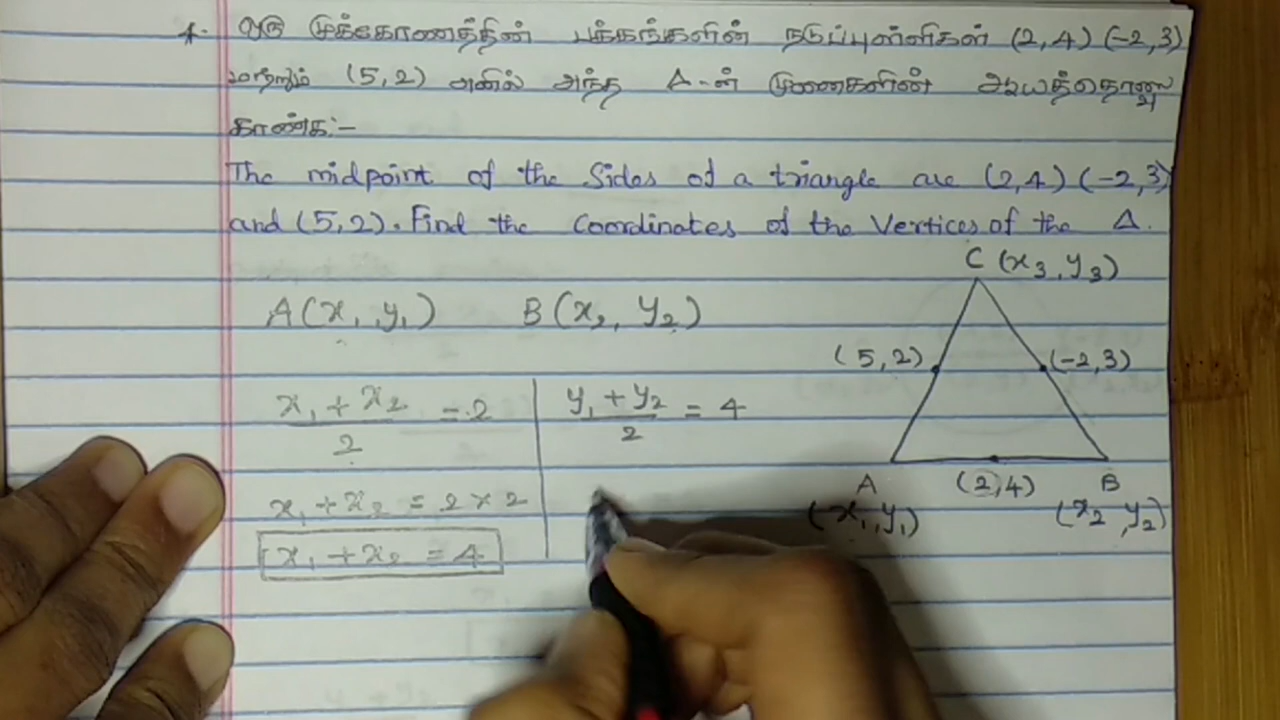 4. ஒரு முக்கோணத்தின் பக்கங்களின் நடுப்புள்ளிகள் (2,4) (-2,3)
மற்றும் (5,2) எனில் அந்த Δ-ன் முனைகளின் ஆயத்தொலை
காண்க:-
The midpoint of the Sides of a triangle are (2,4) (-2,3)
and (5,2). Find the Coordinates of the Vertices of the Δ.
C (x₃, y₃)
A(x₁, y₁) B(x₂, y₂)
(5,2) (-2,3)
x₁ + x₂ / 2 = 2 y₁ + y₂ / 2 = 4
A (2,4) B
x₁ + x₂ = 2 × 2 (x₁, y₁) (x₂, y₂)
x₁ + x₂ = 4